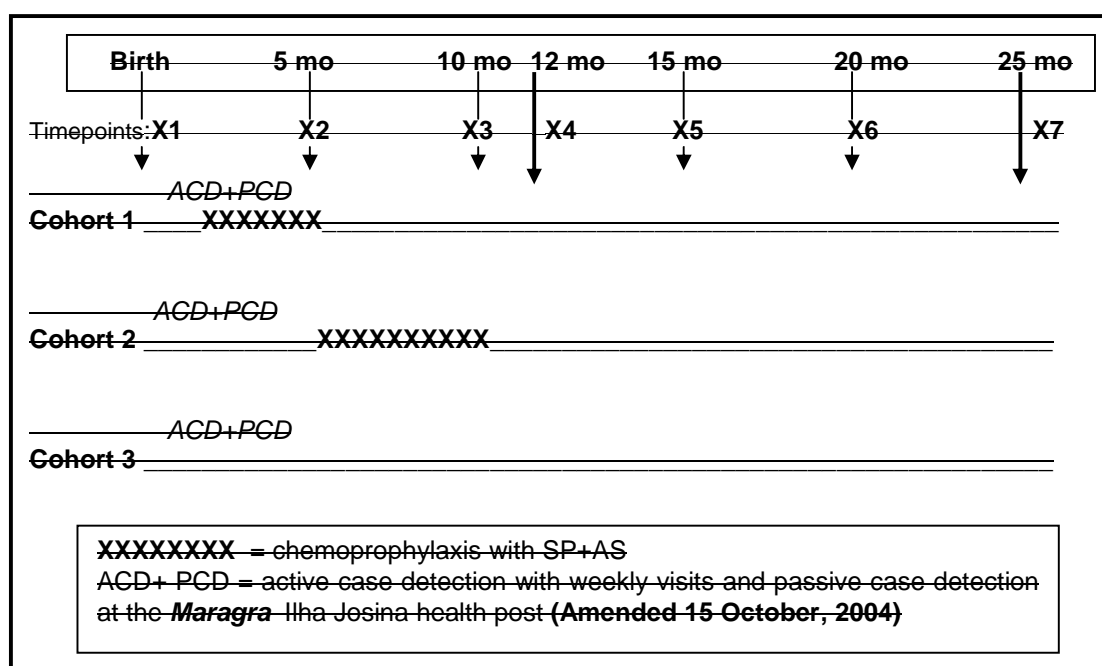 Birth 5 mo 10 mo 12 mo 15 mo 20 mo 25 mo
Timepoints:X1 X2 X3 X4 X5 X6 X7
ACD+PCD
Cohort 1 ____XXXXXXX____________________________________________________
ACD+PCD
Cohort 2 ____________XXXXXXXXXX_______________________________________
ACD+PCD
Cohort 3 _______________________________________________________________
XXXXXXXX = chemoprophylaxis with SP+AS
ACD+ PCD = active case detection with weekly visits and passive case detection
at the Maragra Ilha Josina health post (Amended 15 October, 2004)